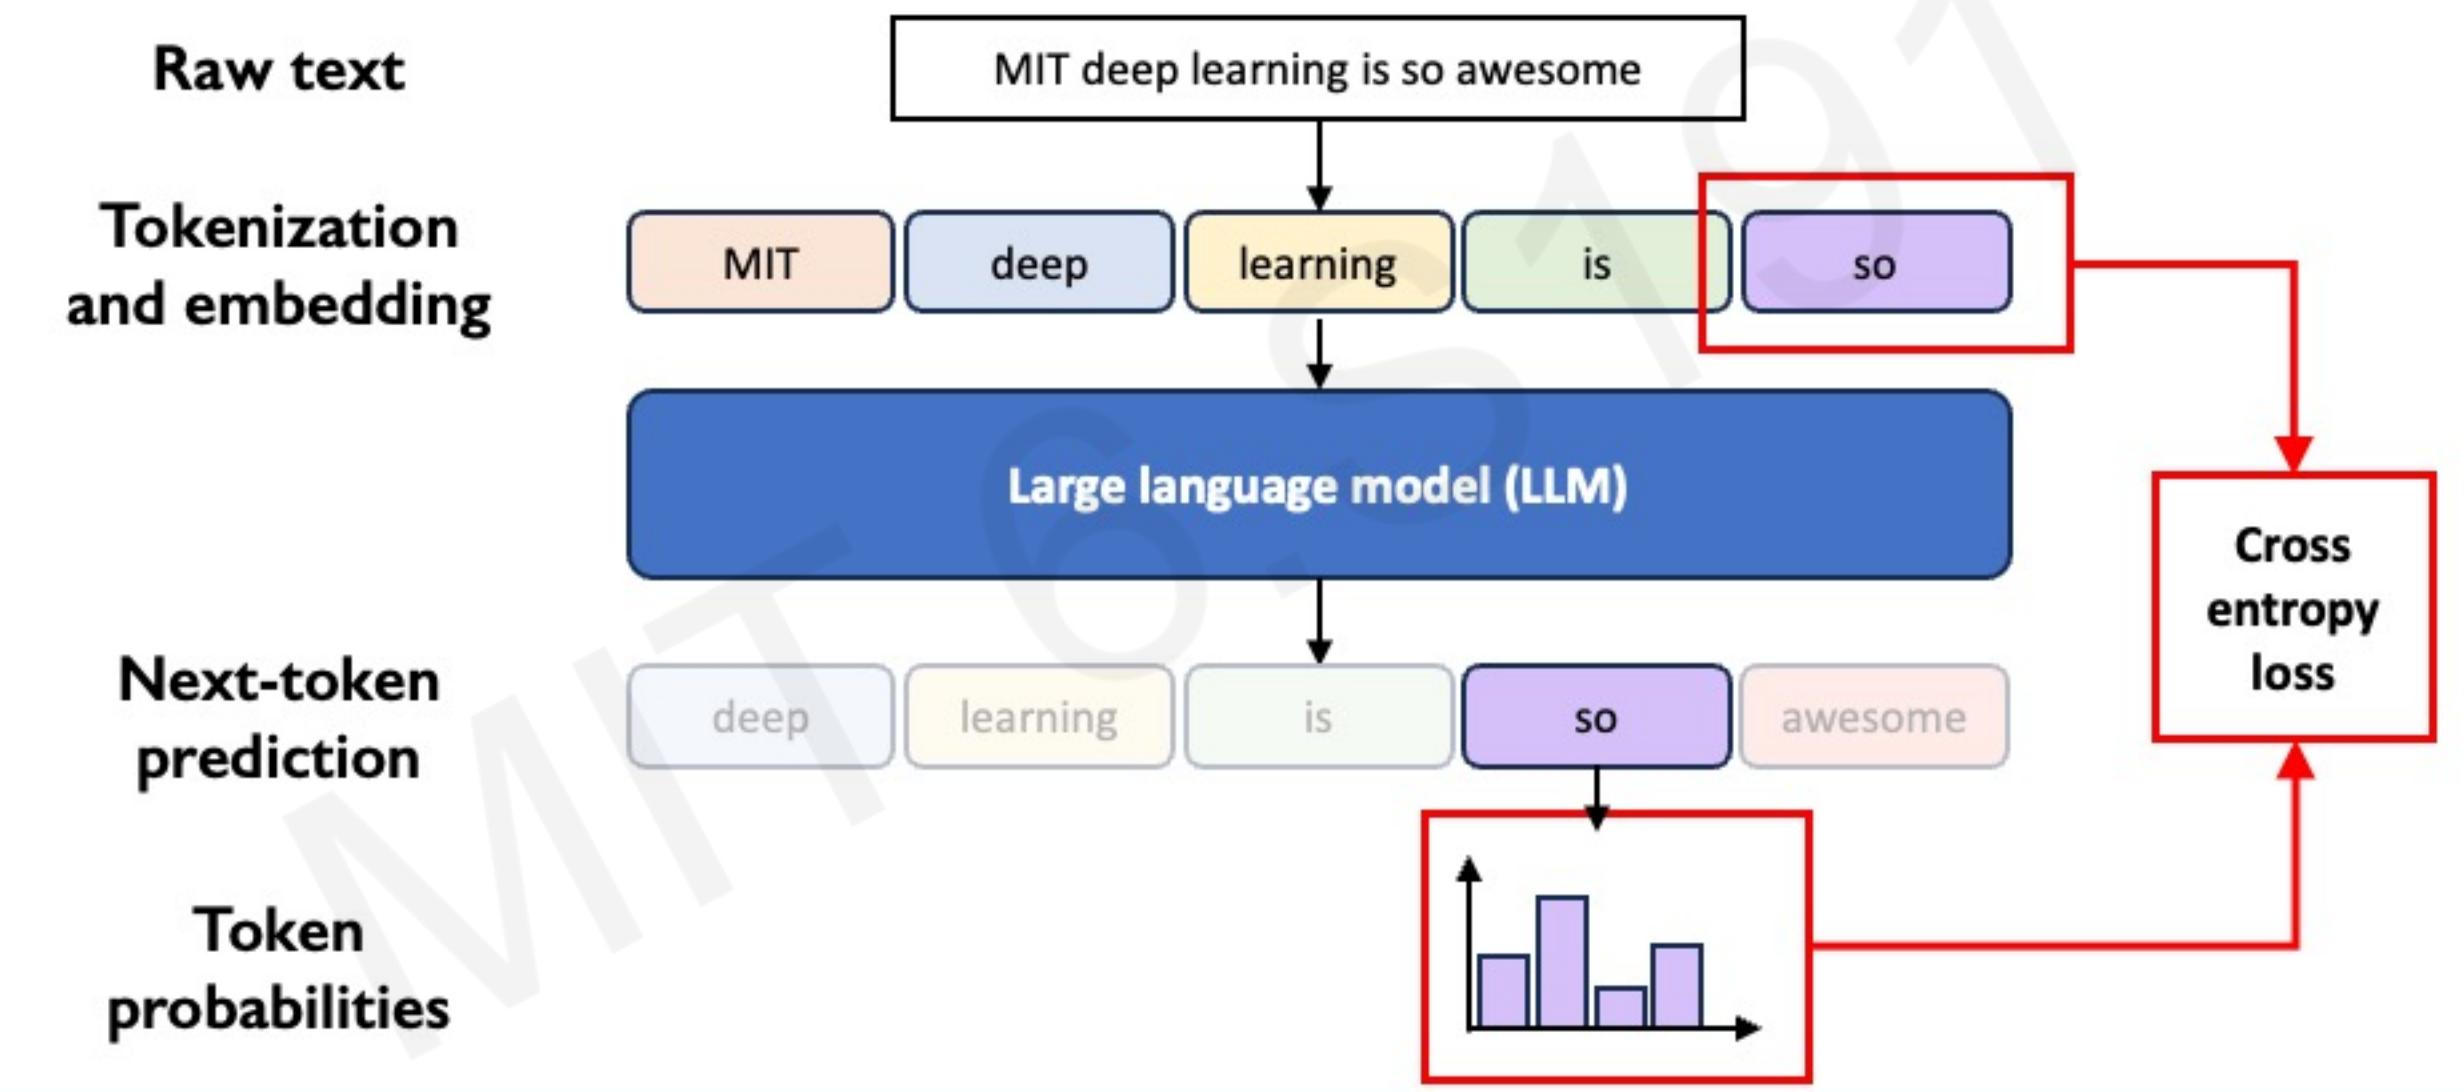 Raw text
MIT deep learning is so awesome
Tokenization
and embedding
MIT
deep
learning
is
so
Large language model (LLM)
Cross
entropy
loss
Next-token
prediction
deep
learning
is
so
awesome
Token
probabilities
MIT 6.S191